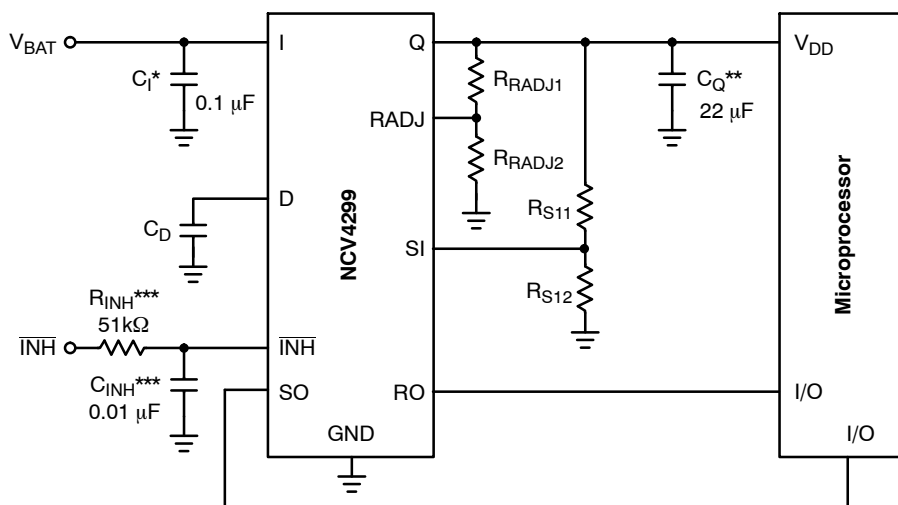 V_BAT
I
Q
V_DD
C_I*
0.1 μF
R_RADJ1
C_Q**
22 μF
RADJ
R_RADJ2
D
C_D
NCV4299
R_S11
SI
Microprocessor
R_INH***
51kΩ
R_S12
INH
INH
C_INH***
0.01 μF
SO
RO
I/O
GND
I/O